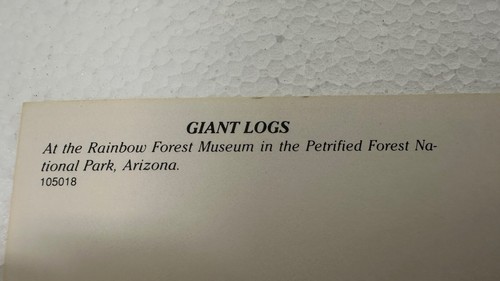 GIANT LOGS
At the Rainbow Forest Museum in the Petrified Forest Na-
tional Park, Arizona.
105018